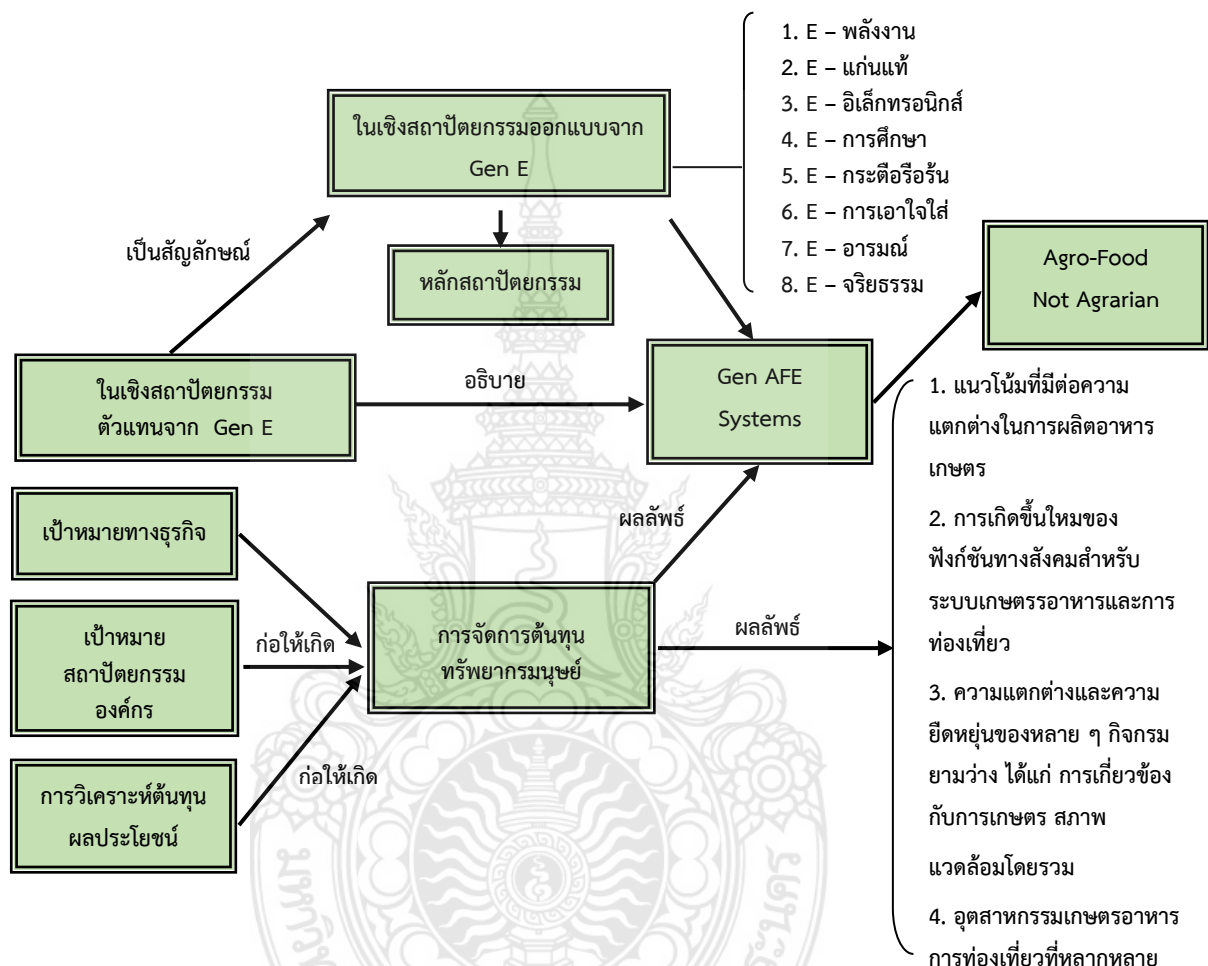 1. E – พลังงาน
2. E – แก่นแท้
3. E – อิเล็กทรอนิกส์
4. E – การศึกษา
5. E – กระตือรือร้น
6. E – การเอาใจใส่
7. E – อารมณ์
8. E – จริยธรรม
ในเชิงสถาปัตยกรรมออกแบบจาก
Gen E
เป็นสัญลักษณ์
หลักสถาปัตยกรรม
Agro-Food
Not Agrarian
ในเชิงสถาปัตยกรรม
ตัวแทนจาก Gen E
อธิบาย
Gen AFE
Systems
เป้าหมายทางธุรกิจ
เป้าหมาย
สถาปัตยกรรม
องค์กร
การวิเคราะห์ต้นทุน
ผลประโยชน์
ก่อให้เกิด
ก่อให้เกิด
การจัดการต้นทุน
ทรัพยากรมนุษย์
ผลลัพธ์
ผลลัพธ์
1. แนวโน้มที่มีต่อความ
แตกต่างในการผลิตอาหาร
เกษตร
2. การเกิดขึ้นใหม่ของ
ฟังก์ชันทางสังคมสำหรับ
ระบบเกษตรรอาหารและการ
ท่องเที่ยว
3. ความแตกต่างและความ
ยืดหยุ่นของหลาย ๆ กิจกรม
ยามว่าง ได้แก่ การเกี่ยวข้อง
กับการเกษตร สภาพ
แวดล้อมโดยรวม
4. อุตสาหกรรมเกษตรอาหาร
การท่องเที่ยวที่หลากหลาย